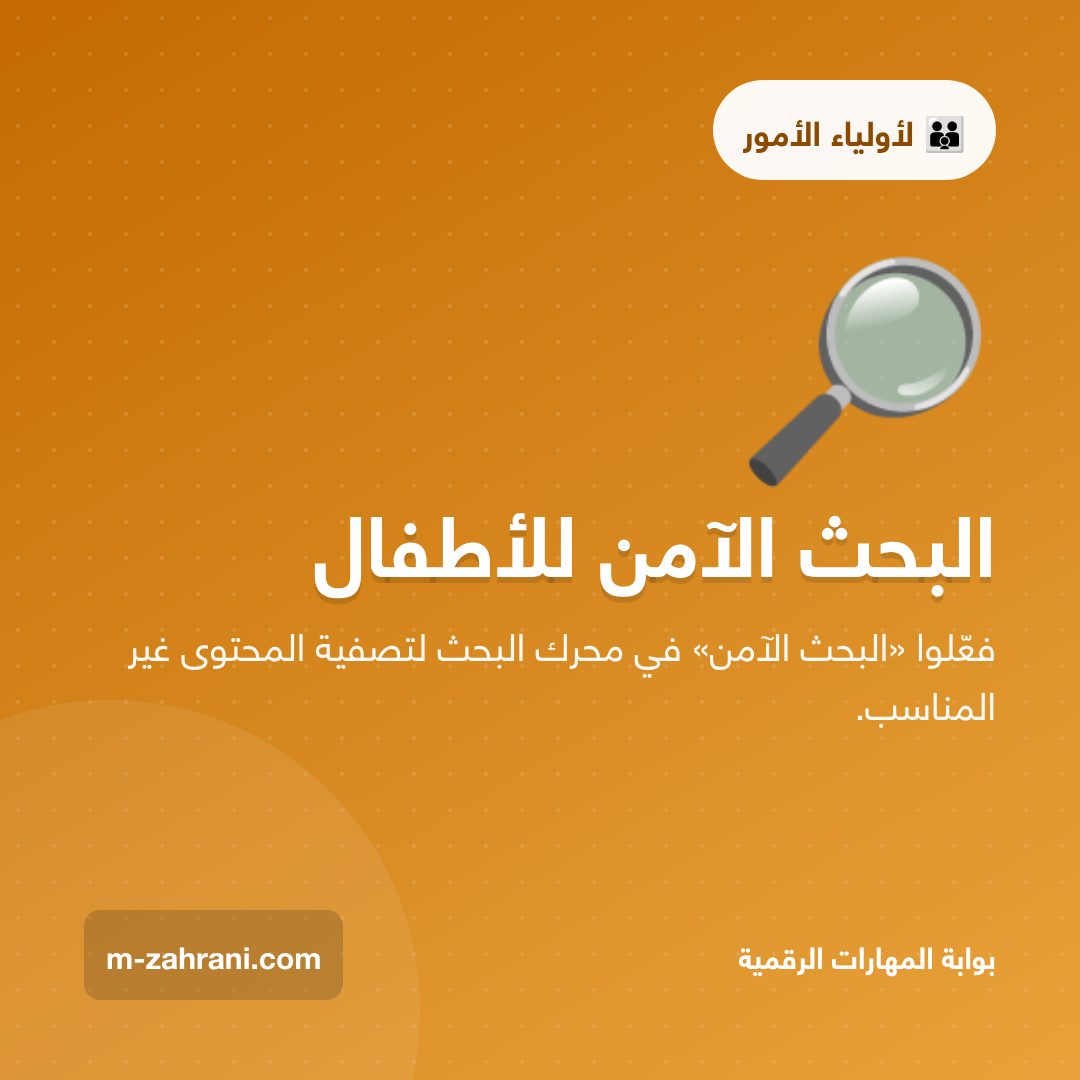 لأولياء الأمور
البحث الآمن للأطفال
فعّلوا «البحث الآمن» في محرك البحث لتصفية المحتوى غير
المناسب.
بوابة المهارات الرقمية
m-zahrani.com